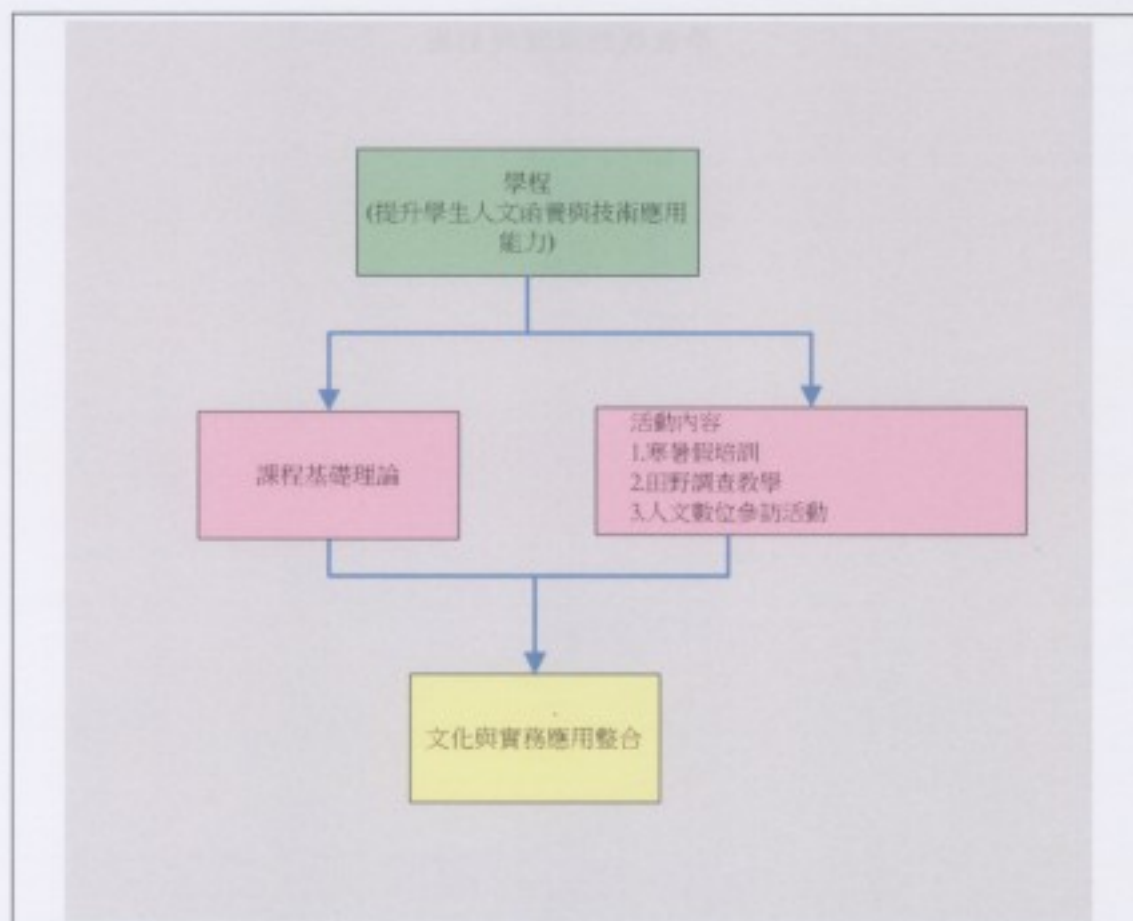 學程
(提升學生人文函養與技術應用
能力)
課程基礎理論
活動內容
1.寒暑假培訓
2.田野調查教學
3.人文數位參訪活動
文化與實務應用整合